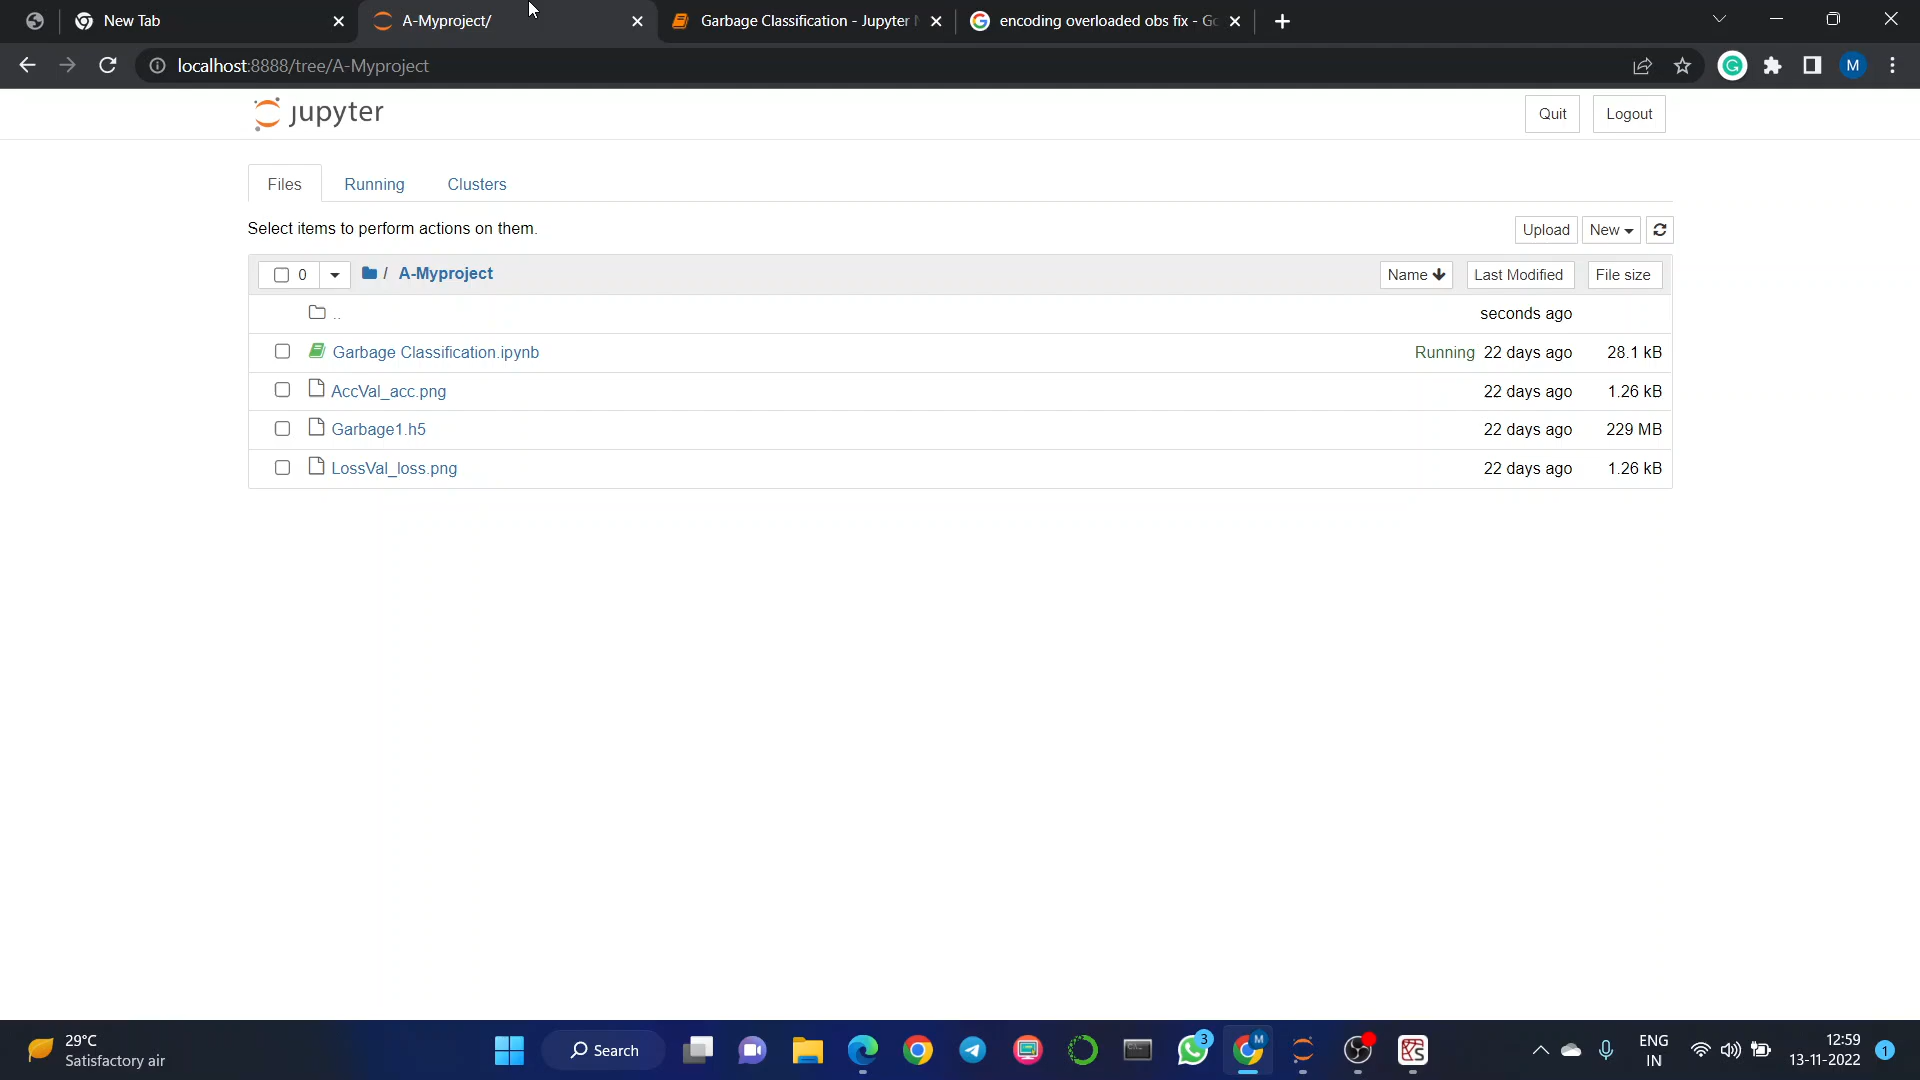 New Tab
A-Myproject/
Garbage Classification - Jupyter
encoding overloaded obs fix - Go
localhost:8888/tree/A-Myproject
M
jupyter
Quit
Logout
Files
Running
Clusters
Select items to perform actions on them.
Upload
New
0
/
A-Myproject
Name
Last Modified
File size
..
seconds ago
Garbage Classification.ipynb
Running 22 days ago
28.1 kB
AccVal_acc.png
22 days ago
1.26 kB
Garbage1.h5
22 days ago
229 MB
LossVal_loss.png
22 days ago
1.26 kB
29°C
Satisfactory air
Search
3
M
ENG
IN
12:59
13-11-2022
1